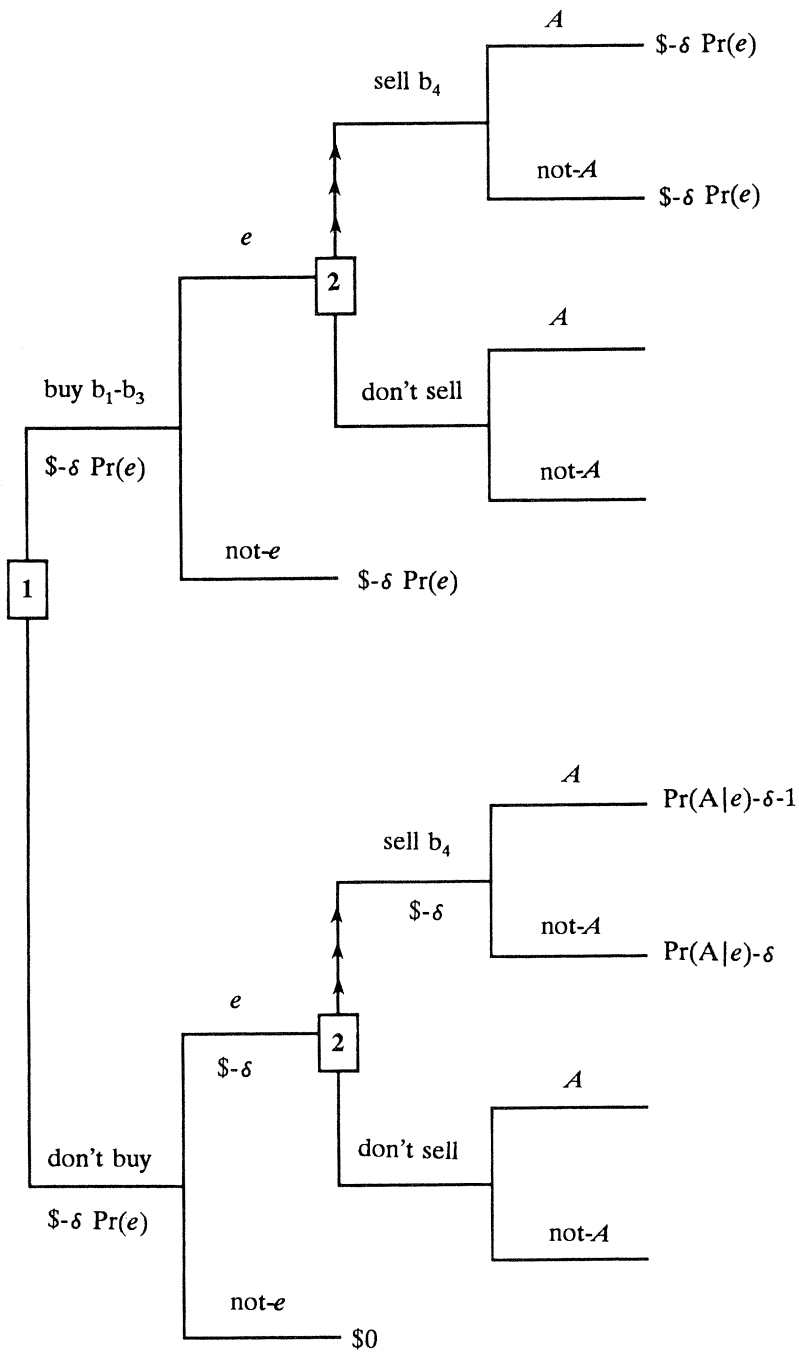 A
$-δ Pr(e)
sell b₄
not-A
$-δ Pr(e)
e
2
A
buy b₁-b₃
don't sell
$-δ Pr(e)
not-A
not-e
$-δ Pr(e)
1
A
Pr(A|e)-δ-1
sell b₄
$-δ
not-A
Pr(A|e)-δ
e
2
$-δ
A
don't buy
don't sell
$-δ Pr(e)
not-A
not-e
$0